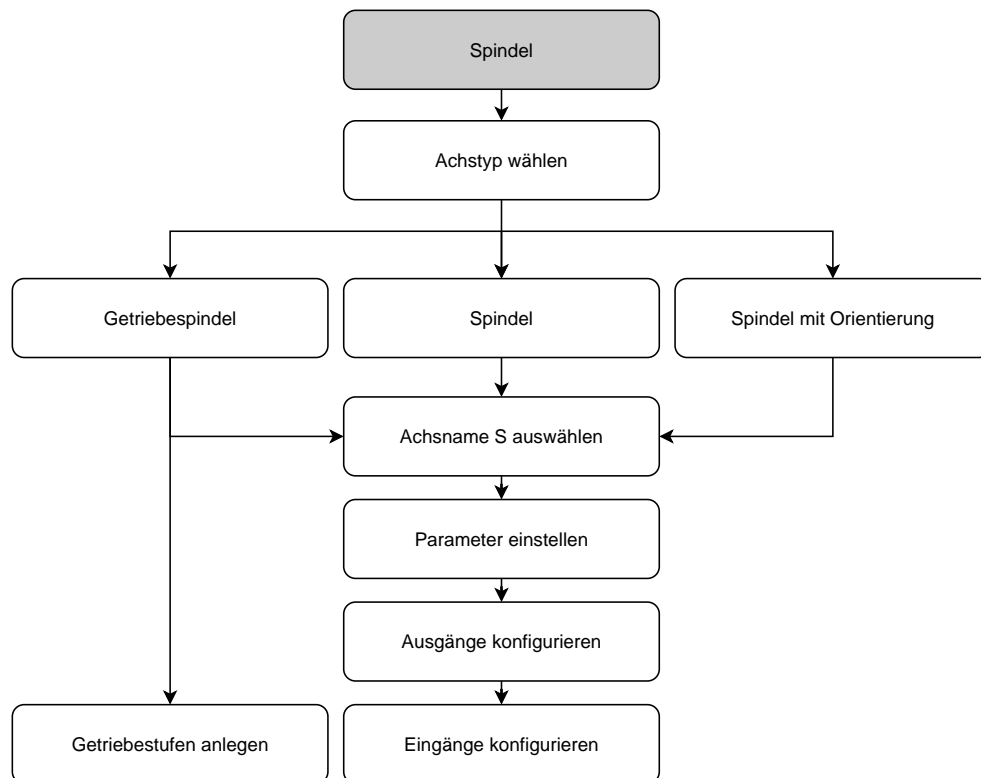 Spindel
Achstyp wählen
Getriebespindel
Spindel
Spindel mit Orientierung
Achsname S auswählen
Parameter einstellen
Ausgänge konfigurieren
Getriebestufen anlegen
Eingänge konfigurieren